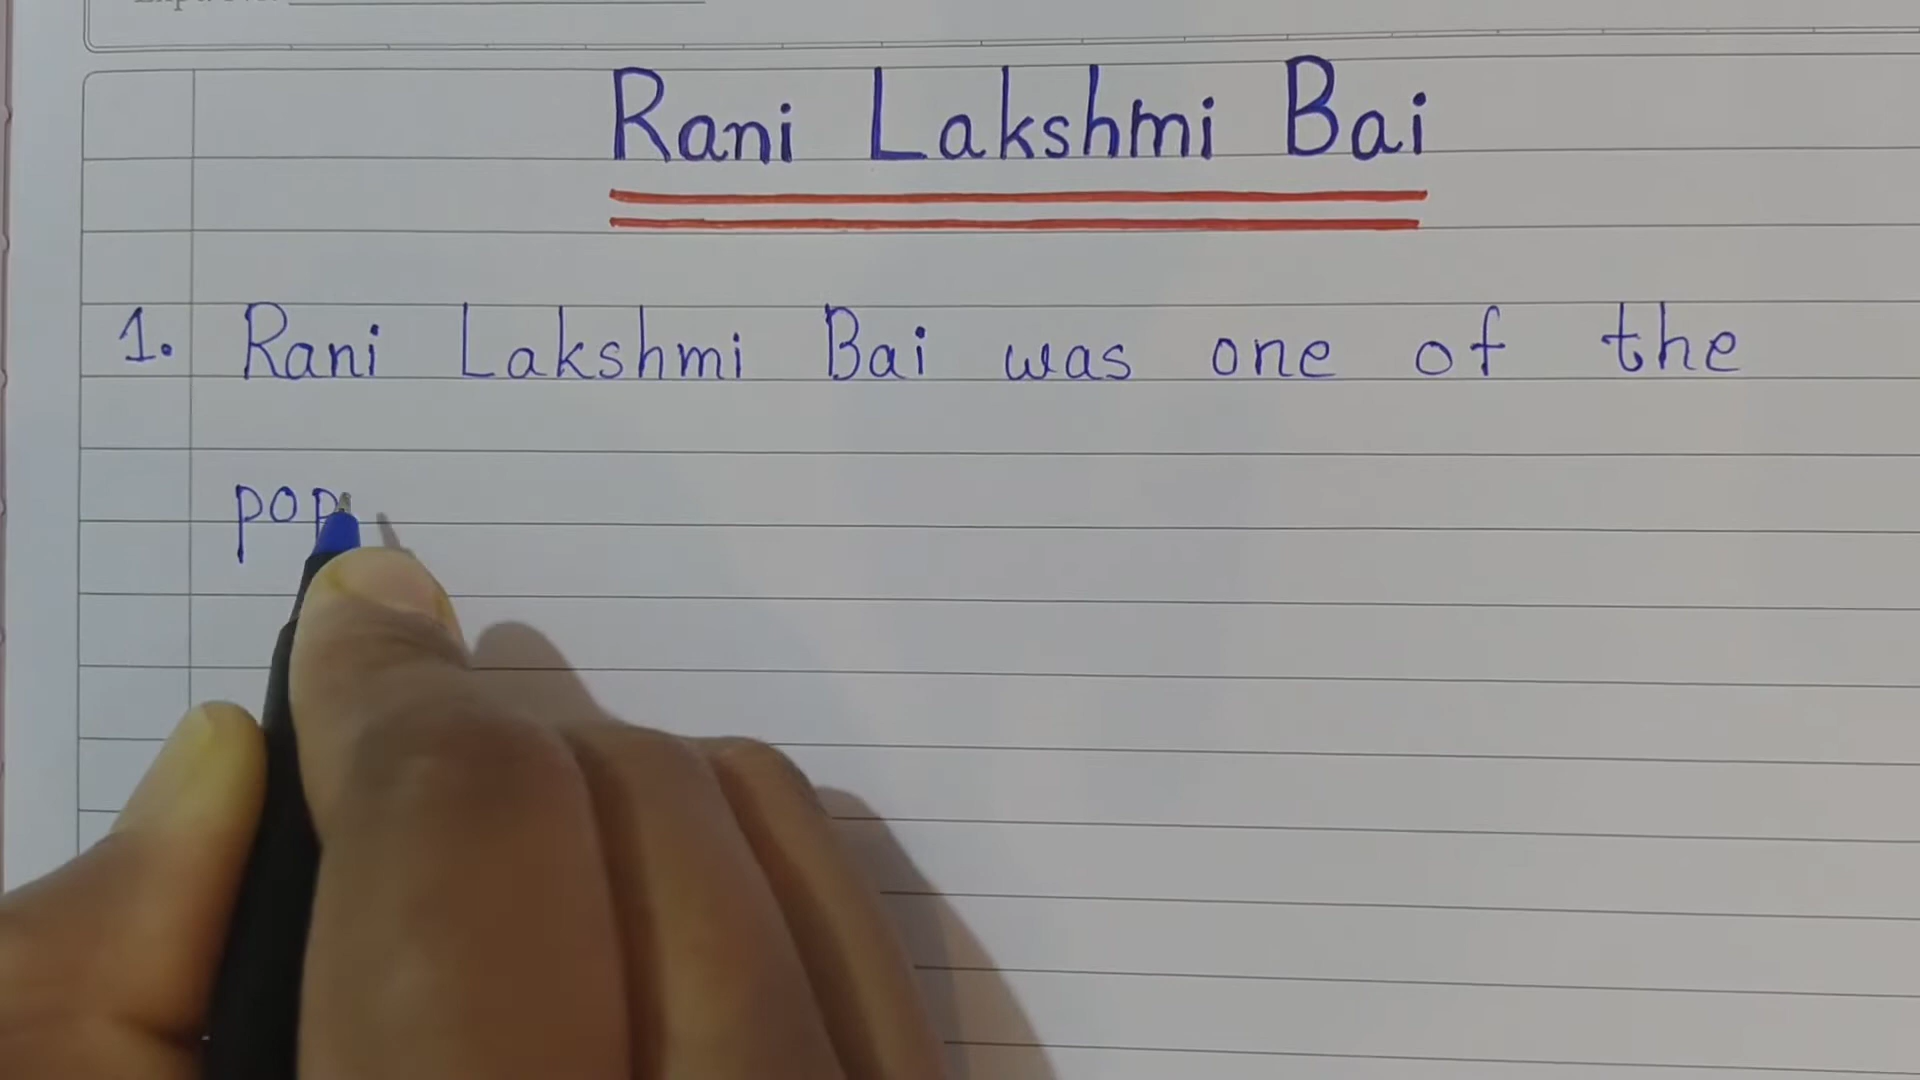 Rani Lakshmi Bai
1. Rani Lakshmi Bai was one of the
pop